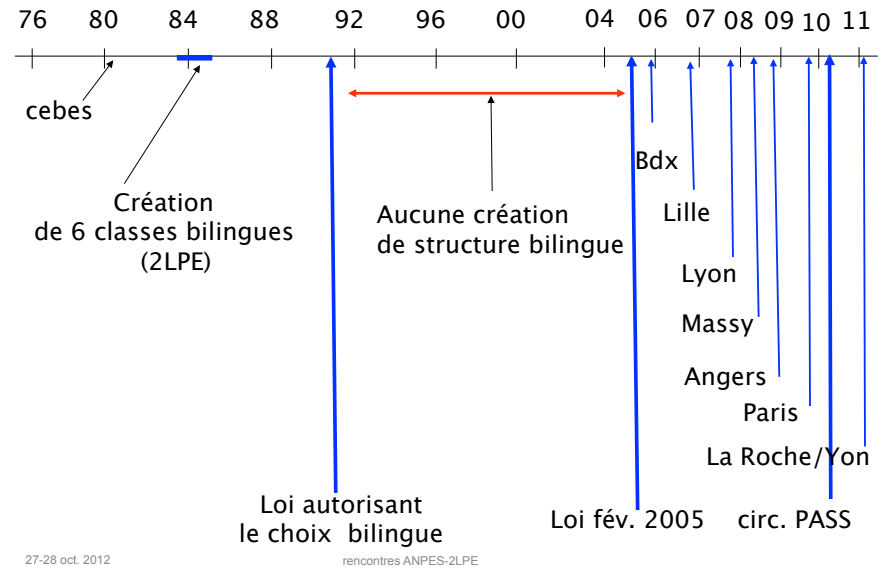 76 80 84 88 92 96 00 04 06 07 08 09 10 11
cebes
Création
de 6 classes bilingues
(2LPE)
Aucune création
de structure bilingue
Bdx
Lille
Lyon
Massy
Angers
Paris
La Roche/Yon
Loi autorisant
le choix bilingue
Loi fév. 2005
circ. PASS
27-28 oct. 2012
rencontres ANPES-2LPE